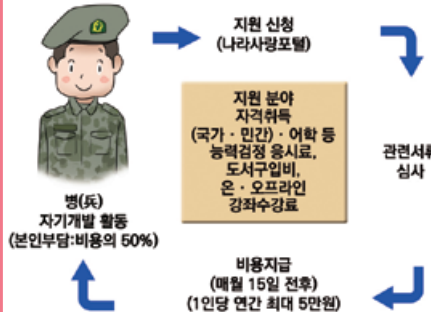 지원 신청
(나라사랑포털)
지원 분야
자격취득
(국가 · 민간) · 어학 등
능력검정 응시료,
도서구입비,
온 · 오프라인
강좌수강료
관련서류
심사
병(兵)
자기개발 활동
(본인부담:비용의 50%)
비용지급
(매월 15일 전후)
(1인당 연간 최대 5만원)